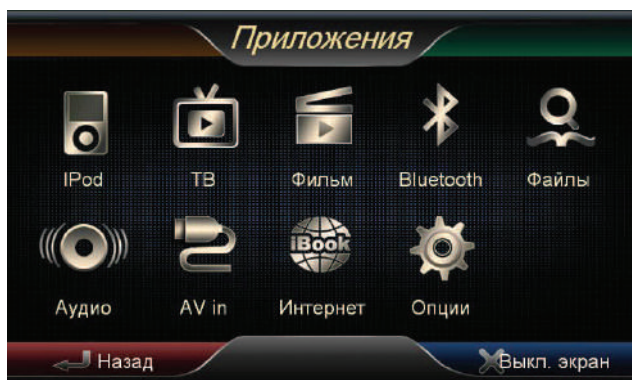 Приложения
IPod ТВ Фильм Bluetooth Файлы
iBook
Аудио AV in Интернет Опции
Назад Выкл. экран